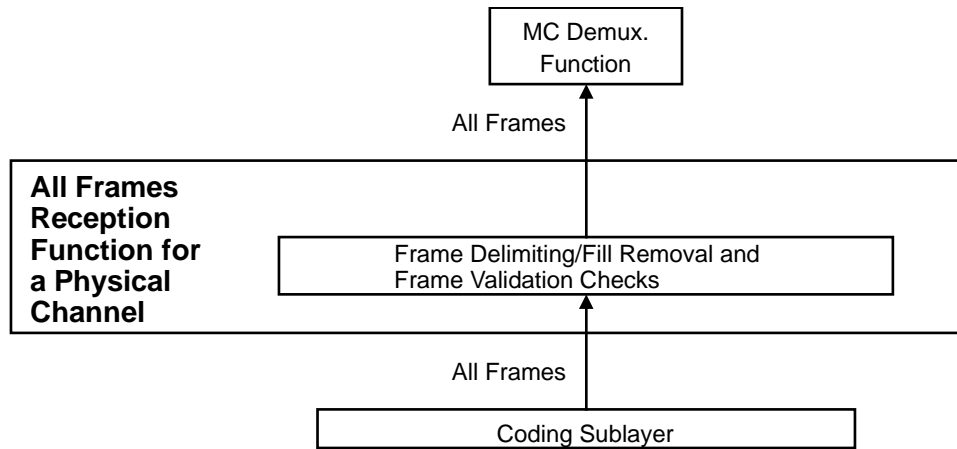 MC Demux.
Function
All Frames
All Frames
Reception
Function for
a Physical
Channel
Frame Delimiting/Fill Removal and
Frame Validation Checks
All Frames
Coding Sublayer